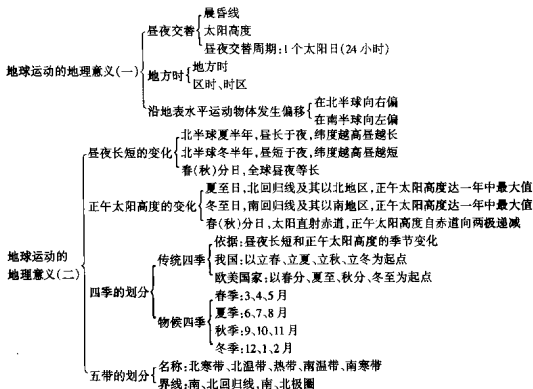 晨昏线
昼夜交替
太阳高度
昼夜交替周期:1个太阳日(24小时)
地球运动的地理意义(一)
地方时
地方时
区时、时区
沿地表水平运动物体发生偏移
在北半球向右偏
在南半球向左偏
昼夜长短的变化
北半球夏半年,昼长于夜,纬度越高昼越长
北半球冬半年,昼短于夜,纬度越高昼越短
春(秋)分日,全球昼夜等长
正午太阳高度的变化
夏至日,北回归线及其以北地区,正午太阳高度达一年中最大值
冬至日,南回归线及其以南地区,正午太阳高度达一年中最大值
春(秋)分日,太阳直射赤道,正午太阳高度自赤道向两极递减
地球运动的
地理意义(二)
四季的划分
传统四季
依据:昼夜长短和正午太阳高度的季节变化
我国:以立春、立夏、立秋、立冬为起点
欧美国家:以春分、夏至、秋分、冬至为起点
物候四季
春季:3、4、5月
夏季:6、7、8月
秋季:9、10、11月
冬季:12、1、2月
五带的划分
名称:北寒带、北温带、热带、南温带、南寒带
界线:南、北回归线,南、北极圈